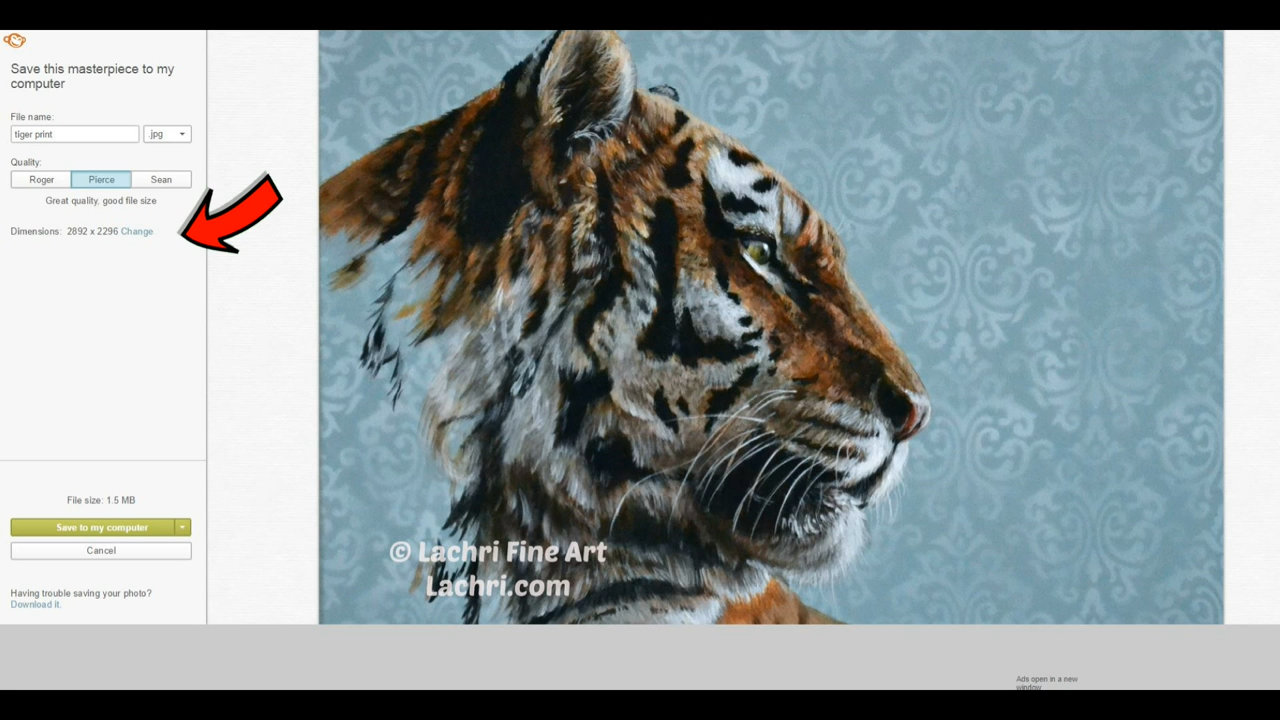 Save this masterpiece to my
computer
File name:
tiger print
.jpg
Quality:
Roger
Pierce
Sean
Great quality, good file size
Dimensions: 2892 x 2296 Change
File size: 1.5 MB
Save to my computer
Cancel
Having trouble saving your photo?
Download it.
© Lachri Fine Art
Lachri.com
Ads open in a new
window